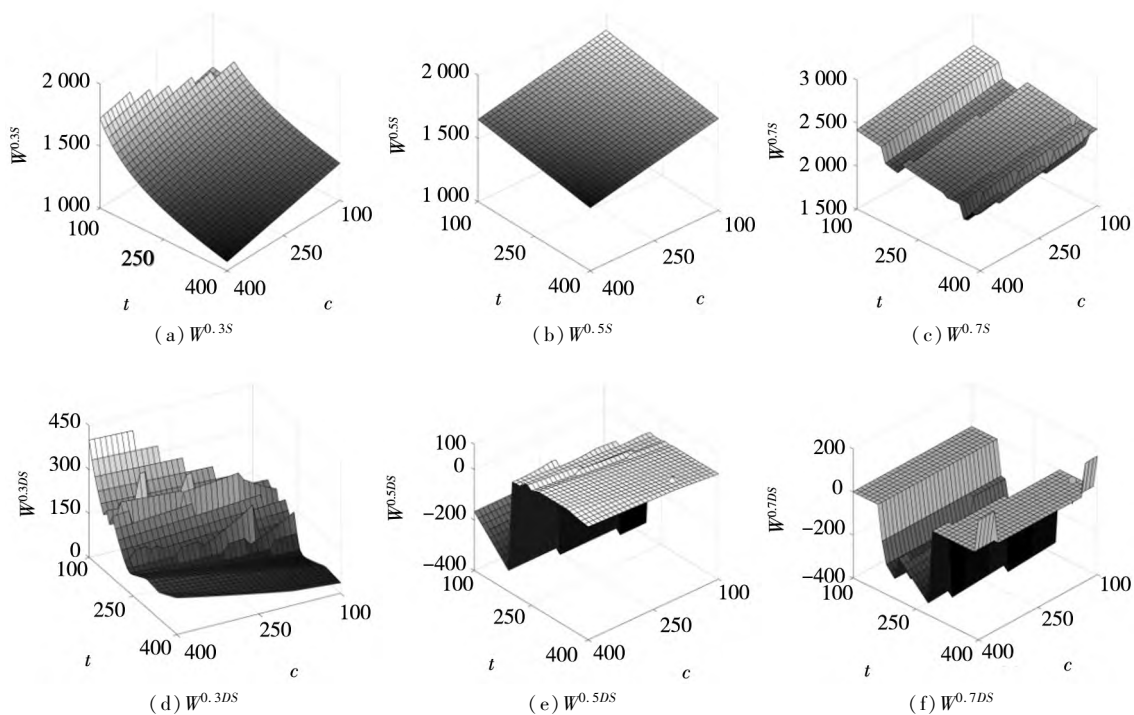 2 000
1 500
1 000
W^0.3S
100
250
400
t
400
250
100
c
(a) W^0.3S
2 000
1 500
1 000
W^0.5S
100
250
400
t
400
250
100
c
(b) W^0.5S
3 000
2 500
2 000
1 500
W^0.7S
100
250
400
t
400
250
100
c
(c) W^0.7S
450
300
150
0
W^0.3DS
100
250
400
t
400
250
100
c
(d) W^0.3DS
100
0
−200
−400
W^0.5DS
100
250
400
t
400
250
100
c
(e) W^0.5DS
200
0
−200
−400
W^0.7DS
100
250
400
t
400
250
100
c
(f) W^0.7DS